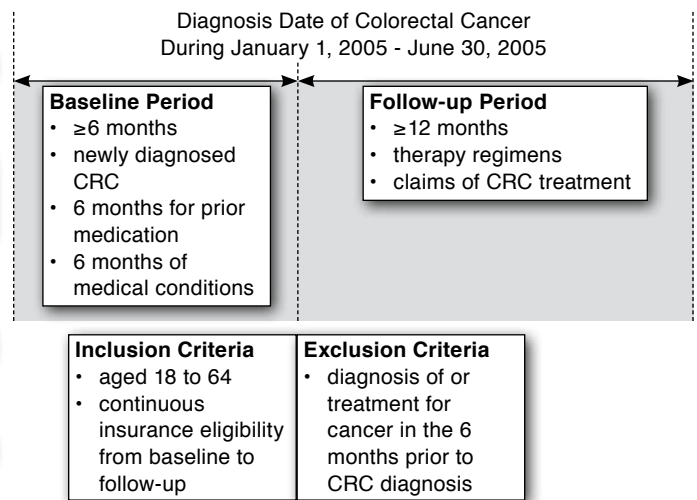 Diagnosis Date of Colorectal Cancer
During January 1, 2005 - June 30, 2005
Baseline Period
• ≥6 months
• newly diagnosed
CRC
• 6 months for prior
medication
• 6 months of
medical conditions
Follow-up Period
• ≥12 months
• therapy regimens
• claims of CRC treatment
Inclusion Criteria
• aged 18 to 64
• continuous
insurance eligibility
from baseline to
follow-up
Exclusion Criteria
• diagnosis of or
treatment for
cancer in the 6
months prior to
CRC diagnosis